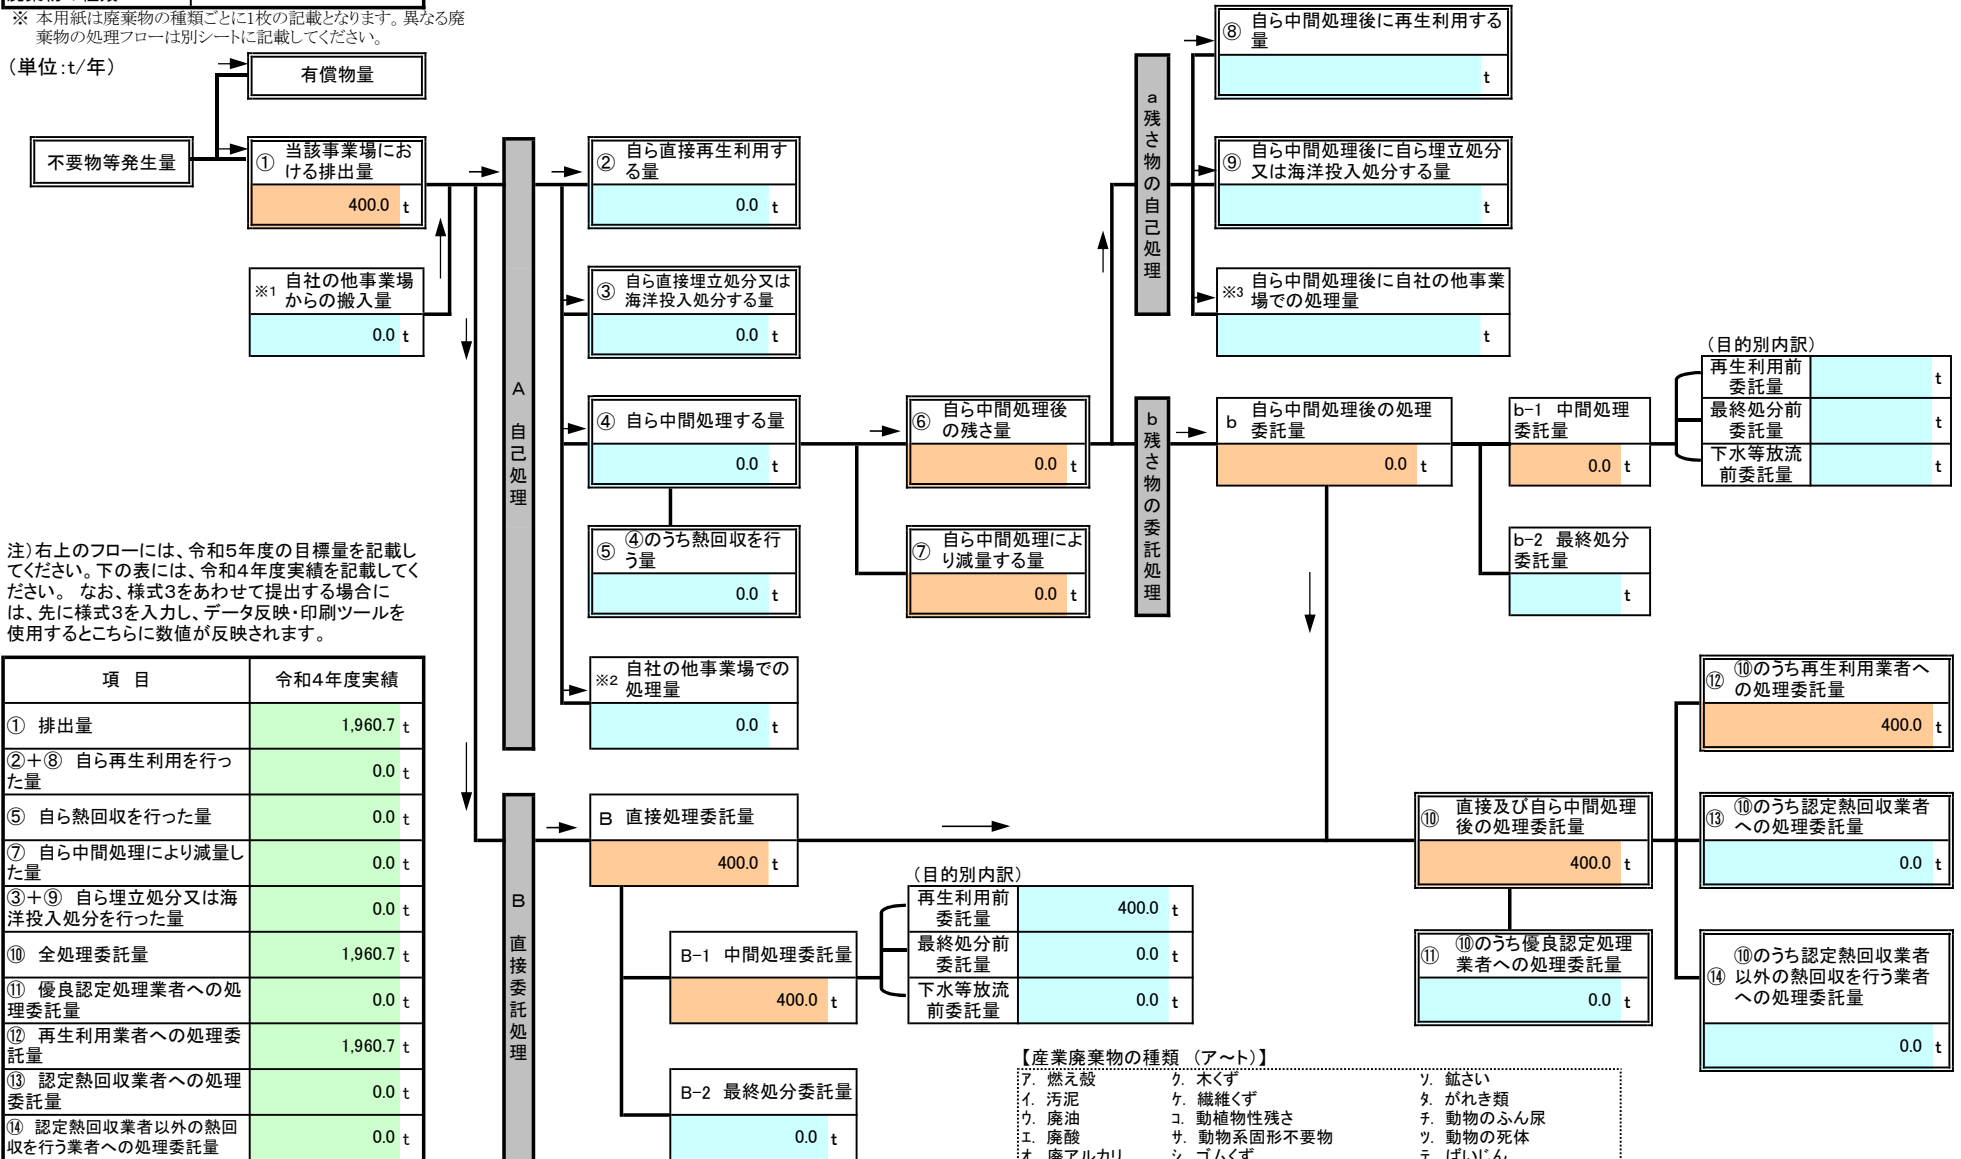 ※ 本用紙は廃棄物の種類ごとに1枚の記載となります。異なる廃
棄物の処理フローは別シートに記載してください。
（単位:t/年）
有償物量
不要物等発生量
① 当該事業場にお
ける排出量
400.0 t
※1 自社の他事業場
からの搬入量
0.0 t
A 自己処理
② 自ら直接再生利用す
る量
0.0 t
③ 自ら直接埋立処分又は
海洋投入処分する量
0.0 t
④ 自ら中間処理する量
0.0 t
⑤ ④のうち熱回収を行
う量
0.0 t
※2 自社の他事業場での
処理量
0.0 t
⑥ 自ら中間処理後
の残さ量
0.0 t
⑦ 自ら中間処理によ
り減量する量
0.0 t
a残さ物の自己処理
⑧ 自ら中間処理後に再生利用する
量
t
⑨ 自ら中間処理後に自ら埋立処分
又は海洋投入処分する量
t
※3 自ら中間処理後に自社の他事業
場での処理量
t
b残さ物の委託処理
b 自ら中間処理後の処理
委託量
0.0 t
b-1 中間処理
委託量
0.0 t
（目的別内訳）
再生利用前
委託量
t
最終処分前
委託量
t
下水等放流
前委託量
t
b-2 最終処分
委託量
t
注）右上のフローには、令和5年度の目標量を記載し
てください。下の表には、令和4年度実績を記載してく
ださい。 なお、様式3をあわせて提出する場合に
は、先に様式3を入力し、データ反映・印刷ツールを
使用するとこちらに数値が反映されます。
項 目 令和4年度実績
① 排出量 1,960.7 t
②+⑧ 自ら再生利用を行っ
た量 0.0 t
⑤ 自ら熱回収を行った量 0.0 t
⑦ 自ら中間処理により減量し
た量 0.0 t
③+⑨ 自ら埋立処分又は海
洋投入処分を行った量 0.0 t
⑩ 全処理委託量 1,960.7 t
⑪ 優良認定処理業者への処
理委託量 0.0 t
⑫ 再生利用業者への処理委
託量 1,960.7 t
⑬ 認定熱回収業者への処理
委託量 0.0 t
⑭ 認定熱回収業者以外の熱回
収を行う業者への処理委託量 0.0 t
B 直接委託処理
B 直接処理委託量
400.0 t
B-1 中間処理委託量
400.0 t
（目的別内訳）
再生利用前
委託量
400.0 t
最終処分前
委託量
0.0 t
下水等放流
前委託量
0.0 t
B-2 最終処分委託量
0.0 t
⑩ 直接及び自ら中間処理
後の処理委託量
400.0 t
⑪ ⑩のうち優良認定処理
業者への処理委託量
0.0 t
⑫ ⑩のうち再生利用業者へ
の処理委託量
400.0 t
⑬ ⑩のうち認定熱回収業者
への処理委託量
0.0 t
⑭ ⑩のうち認定熱回収業者
以外の熱回収を行う業者
への処理委託量
0.0 t
【産業廃棄物の種類 （ア～ト）】
ア. 燃え殻 ク. 木くず ソ. 鉱さい
イ. 汚泥 ケ. 繊維くず タ. がれき類
ウ. 廃油 コ. 動植物性残さ チ. 動物のふん尿
エ. 廃酸 サ. 動物系固形不要物 ツ. 動物の死体
オ. 廃アルカリ シ. ゴムくず テ. ばいじん